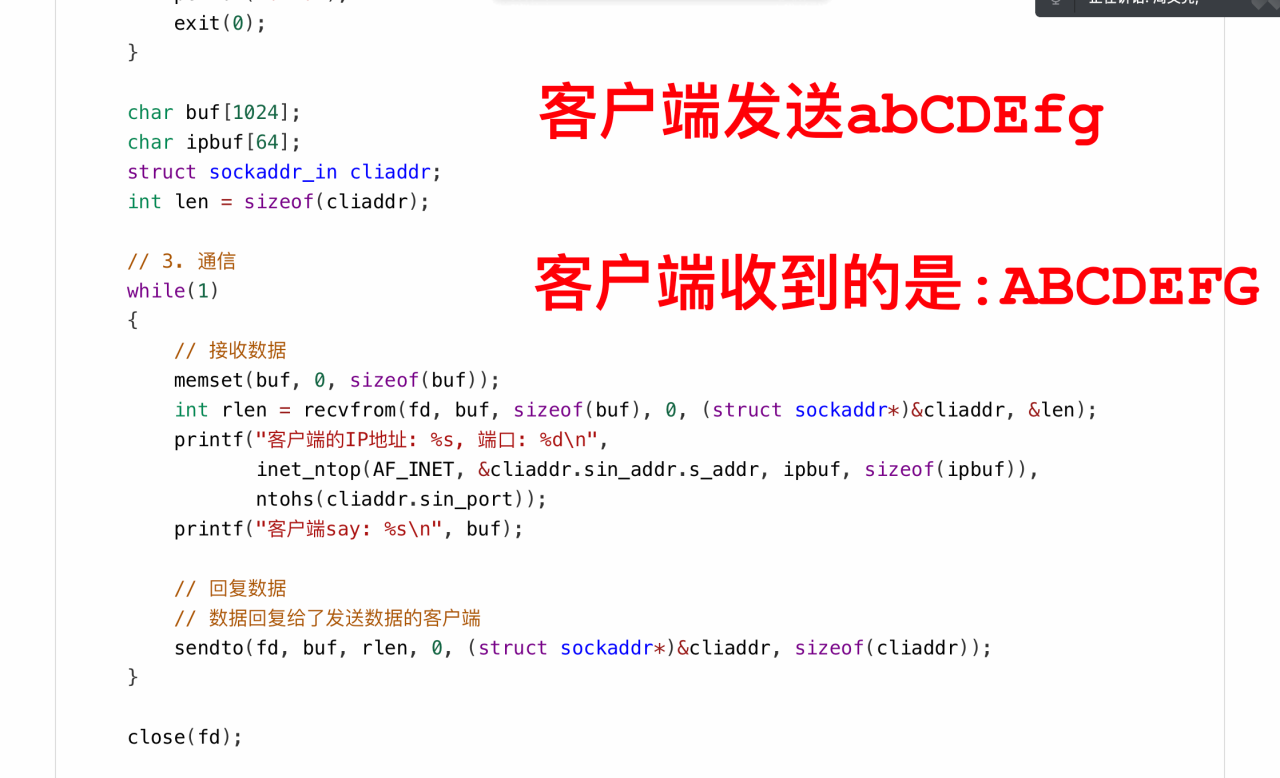 exit(0);
}
char buf[1024];
客户端发送abCDEfg
char ipbuf[64];
struct sockaddr_in cliaddr;
int len = sizeof(cliaddr);
// 3. 通信
客户端收到的是:ABCDEFG
while(1)
{
// 接收数据
memset(buf, 0, sizeof(buf));
int rlen = recvfrom(fd, buf, sizeof(buf), 0, (struct sockaddr*)&cliaddr, &len);
printf("客户端的IP地址: %s, 端口: %d\n",
inet_ntop(AF_INET, &cliaddr.sin_addr.s_addr, ipbuf, sizeof(ipbuf)),
ntohs(cliaddr.sin_port));
printf("客户端say: %s\n", buf);
// 回复数据
// 数据回复给了发送数据的客户端
sendto(fd, buf, rlen, 0, (struct sockaddr*)&cliaddr, sizeof(cliaddr));
}
close(fd);